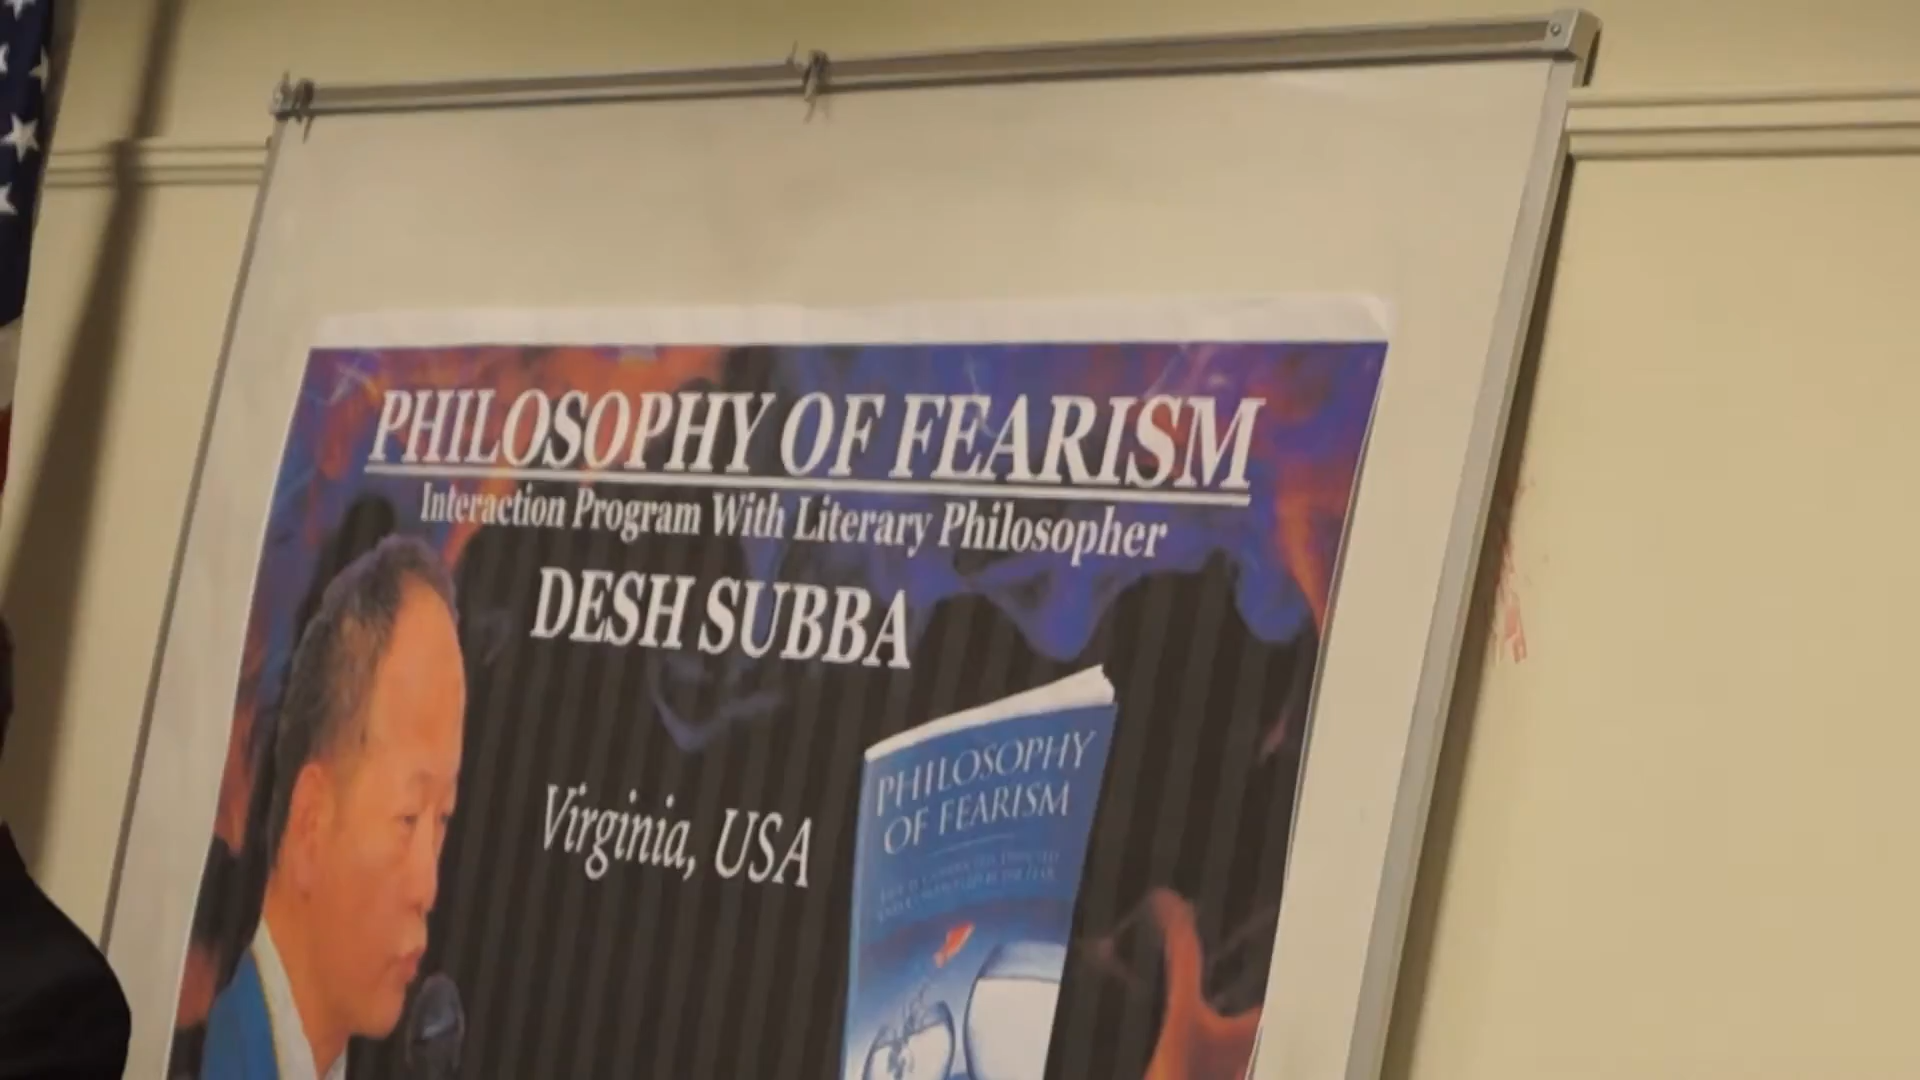 PHILOSOPHY OF FEARISM
Interaction Program With Literary Philosopher
DESH SUBBA
Virginia, USA
PHILOSOPHY
OF FEARISM